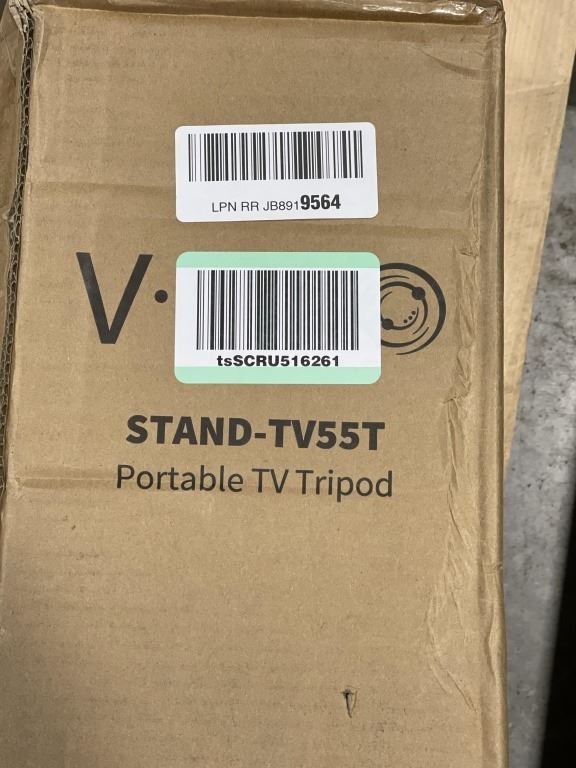 LPN RR JB8919564
V·
tsSCRU516261
STAND-TV55T
Portable TV Tripod